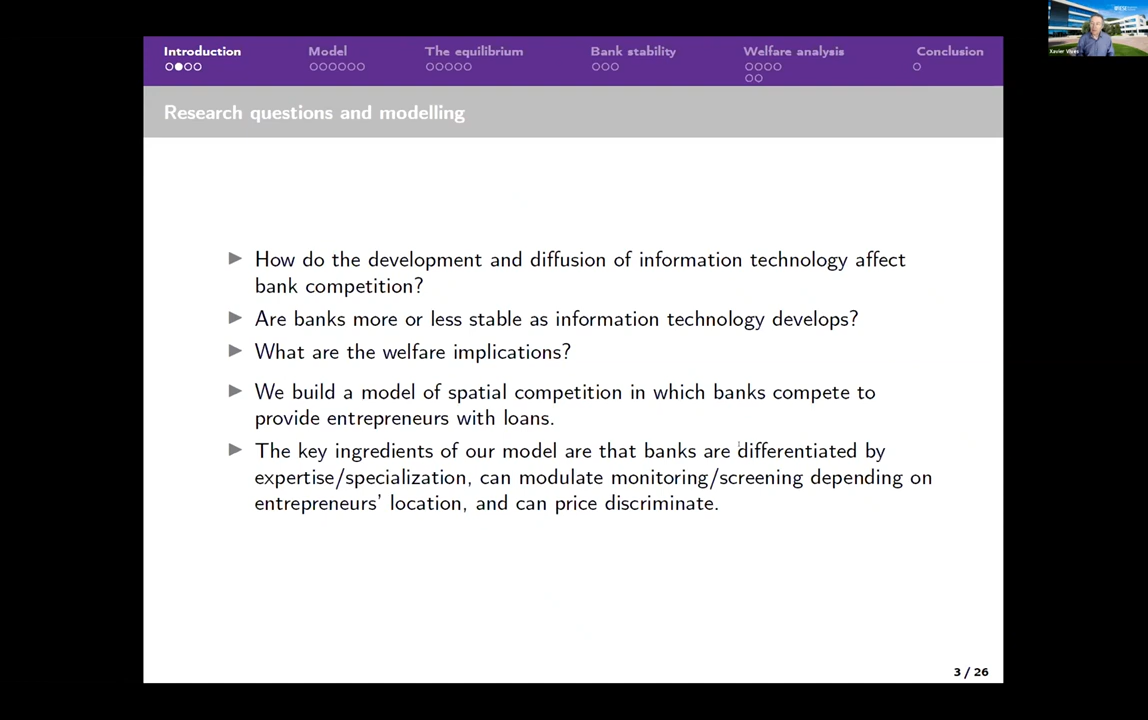 Introduction
Model
The equilibrium
Bank stability
Welfare analysis
Conclusion
Research questions and modelling
How do the development and diffusion of information technology affect
bank competition?
Are banks more or less stable as information technology develops?
What are the welfare implications?
We build a model of spatial competition in which banks compete to
provide entrepreneurs with loans.
The key ingredients of our model are that banks are differentiated by
expertise/specialization, can modulate monitoring/screening depending on
entrepreneurs' location, and can price discriminate.
3 / 26
Xavier Vives